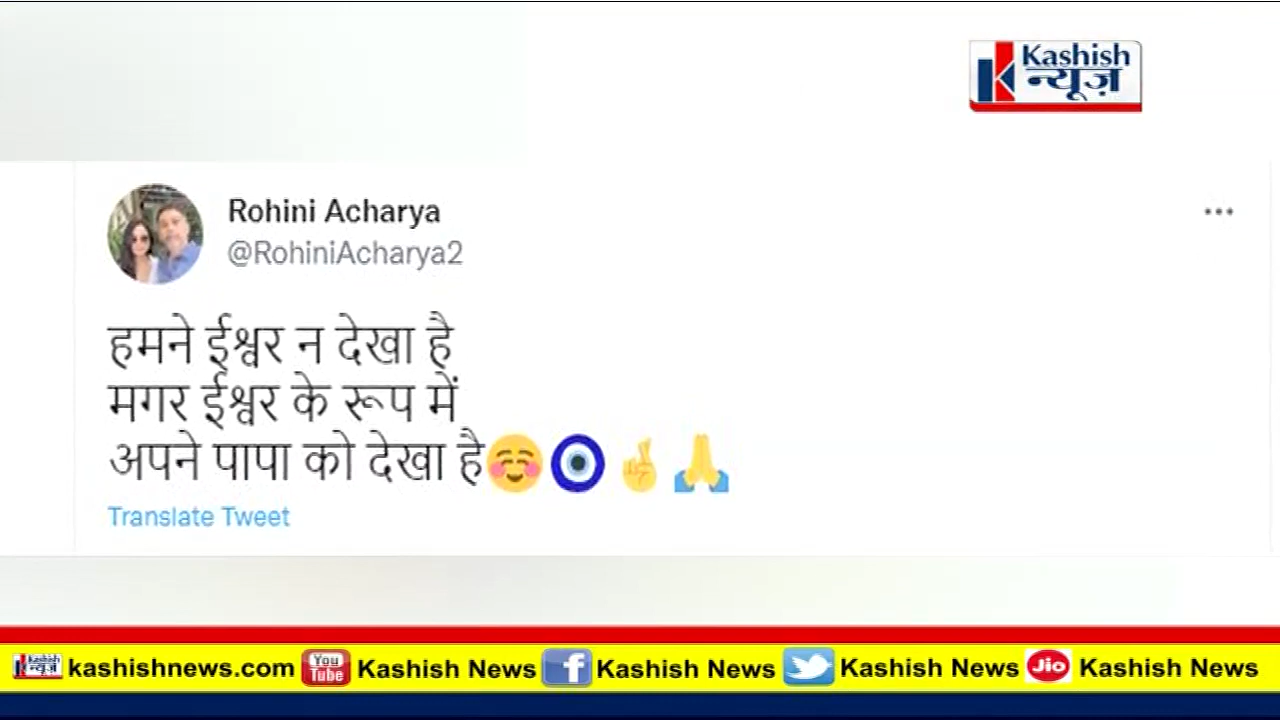 Kashish
न्यूज़
Rohini Acharya
@RohiniAcharya2
हमने ईश्वर न देखा है
मगर ईश्वर के रूप में
अपने पापा को देखा है☺️🧿🤞🙏
Translate Tweet
Kashish न्यूज़ kashishnews.com You Tube Kashish News f Kashish News Kashish News Jio Kashish News